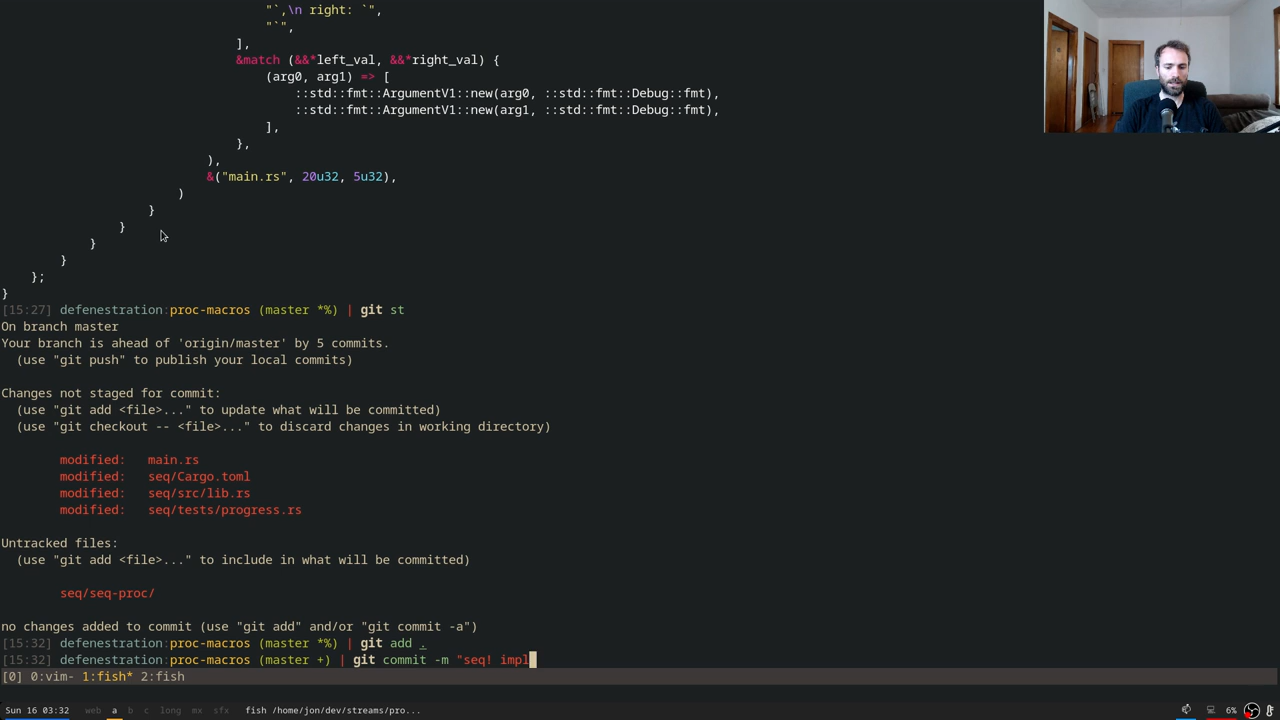 "`,\n right: `",
"`",
],
&match (&&*left_val, &&*right_val) {
(arg0, arg1) => [
::std::fmt::ArgumentV1::new(arg0, ::std::fmt::Debug::fmt),
::std::fmt::ArgumentV1::new(arg1, ::std::fmt::Debug::fmt),
],
},
),
&("main.rs", 20u32, 5u32),
)
}
}
}
}
};
}
[15:27] defenestration:proc-macros (master *%) | git st
On branch master
Your branch is ahead of 'origin/master' by 5 commits.
(use "git push" to publish your local commits)
Changes not staged for commit:
(use "git add <file>..." to update what will be committed)
(use "git checkout -- <file>..." to discard changes in working directory)
modified:   main.rs
modified:   seq/Cargo.toml
modified:   seq/src/lib.rs
modified:   seq/tests/progress.rs
Untracked files:
(use "git add <file>..." to include in what will be committed)
seq/seq-proc/
no changes added to commit (use "git add" and/or "git commit -a")
[15:32] defenestration:proc-macros (master *%) | git add .
[15:32] defenestration:proc-macros (master +) | git commit -m "seq! impl
[0] 0:vim- 1:fish* 2:fish
Sun 16 03:32 web a b c long mx sfx fish /home/jon/dev/streams/pro... 6%